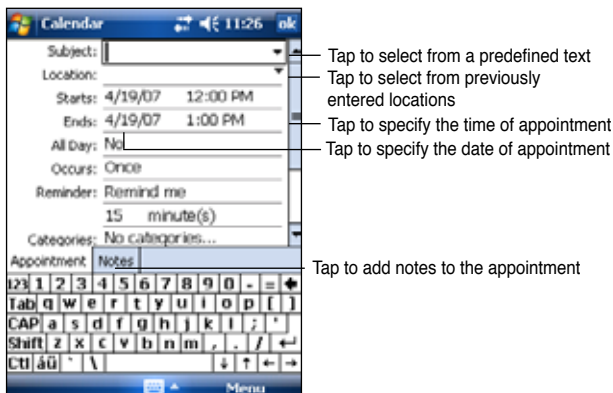 Calendar 11:26 ok
Subject:
Tap to select from a predefined text
Location:
Tap to select from previously
entered locations
Starts: 4/19/07 12:00 PM
Ends: 4/19/07 1:00 PM
Tap to specify the time of appointment
All Day: No
Tap to specify the date of appointment
Occurs: Once
Reminder: Remind me
15 minute(s)
Categories: No categories...
Appointment Notes
Tap to add notes to the appointment
123 1 2 3 4 5 6 7 8 9 0 - =
Tab q w e r t y u i o p [ ]
CAP a s d f g h j k l ; '
Shift z x c v b n m , . /
Ctl áü ` \
Menu